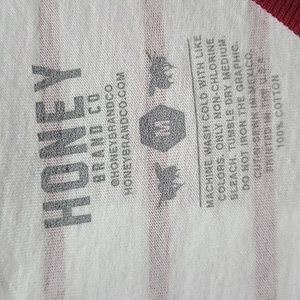 HONEY
BRAND CO
@HONEYBRANDCO
HONEYBRANDCO.COM
M
MACHINE WASH COLD WITH LIKE
COLORS. ONLY NON-CHLORINE
BLEACH. TUMBLE DRY MEDIUM.
DO NOT IRON THE GRAPHIC.
CUT & SEWN IN MEXICO.
PRINTED IN THE U.S.A.
100% COTTON